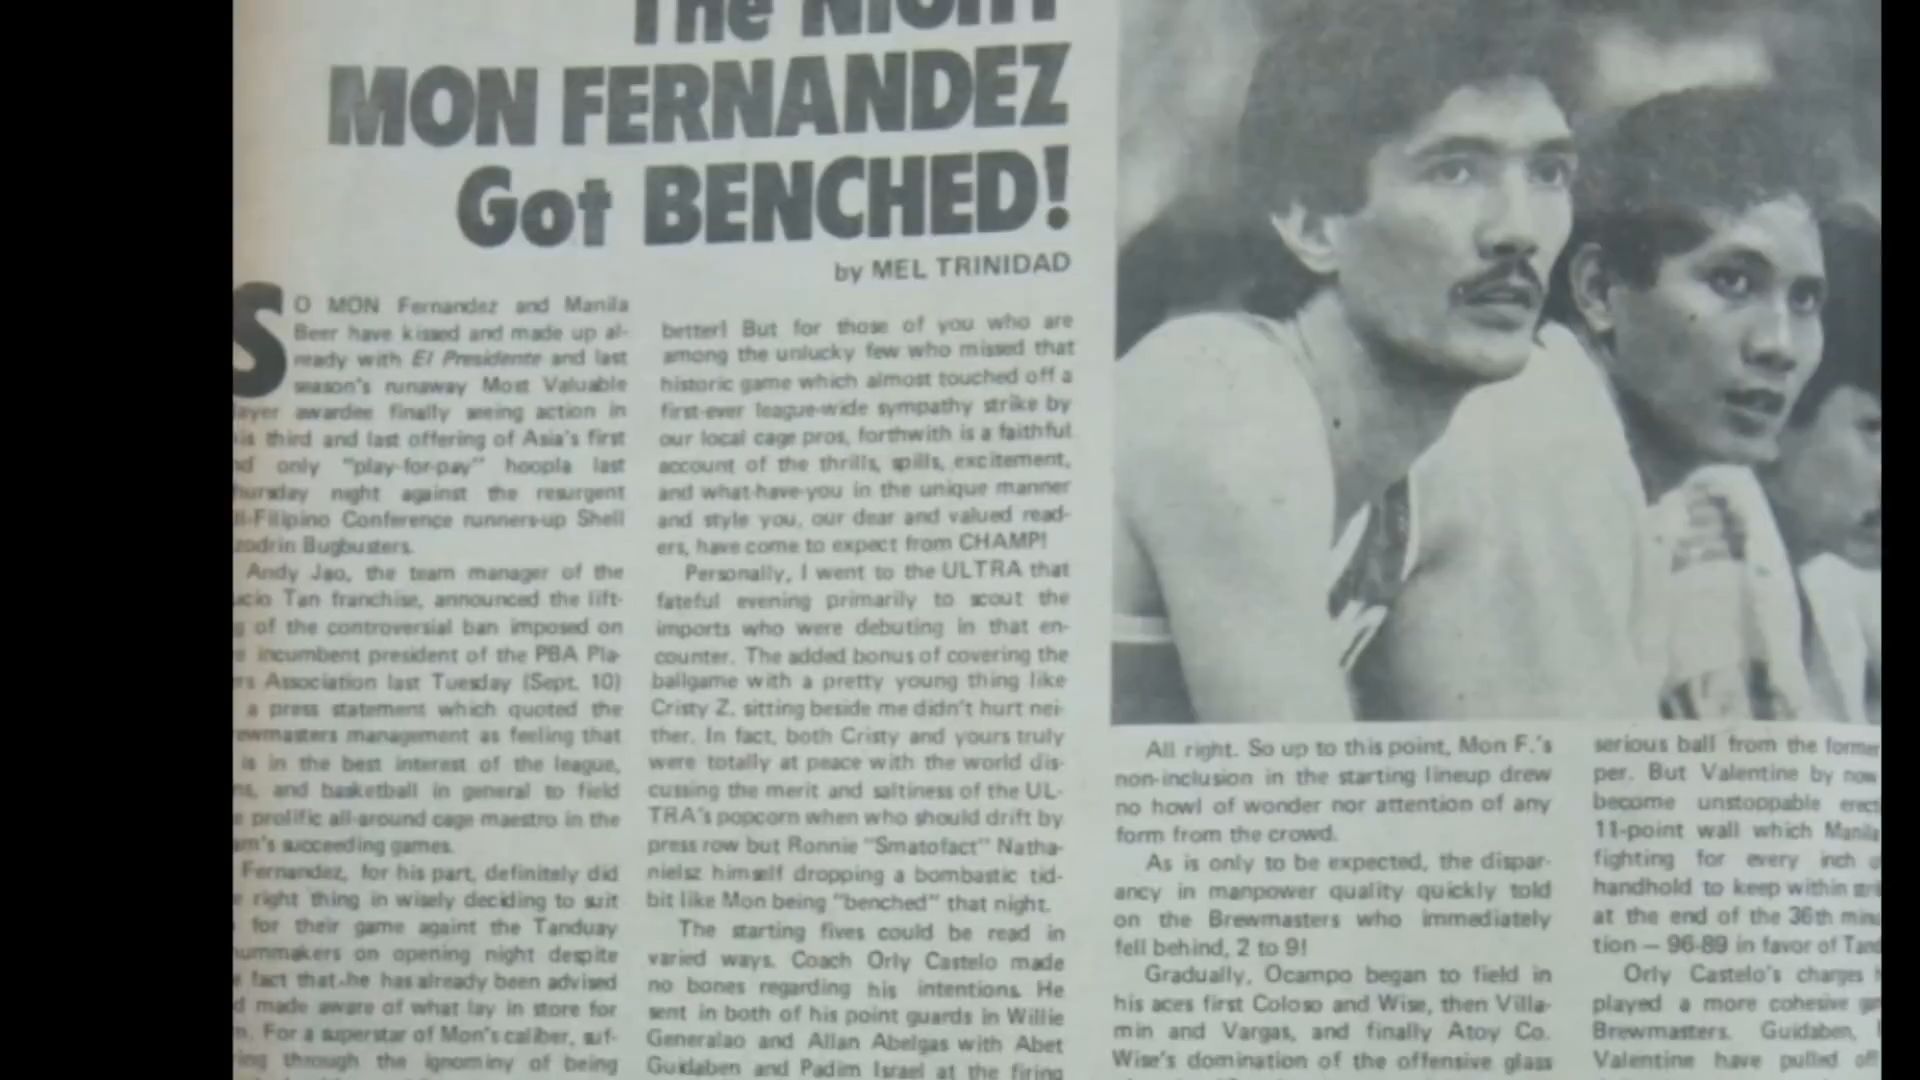 The NIGHT
MON FERNANDEZ
Got BENCHED!
by MEL TRINIDAD
SO MON Fernandez and Manila
Beer have kissed and made up al-
ready with El Presidente and last
season's runaway Most Valuable
layer awardee finally seeing action in
is third and last offering of Asia's first
only "play-for-pay" hoopla last
hursday night against the resurgent
-Filipino Conference runners-up Shell
zodrin Bugbusters.
Andy Jao, the team manager of the
ucio Tan franchise, announced the lift-
of the controversial ban imposed on
incumbent president of the PBA Pla-
rs Association last Tuesday (Sept. 10)
a press statement which quoted the
ewmasters management as feeling that
is in the best interest of the league,
ns, and basketball in general to field
prolific all-around cage maestro in the
am's succeeding games.
Fernandez, for his part, definitely did
right thing in wisely deciding to suit
for their game againt the Tanduay
ummakers on opening night despite
fact that he has already been advised
d made aware of what lay in store for
For a superstar of Mon's caliber, suf-
ing through the ignominy of being
better! But for those of you who are
among the unlucky few who missed that
historic game which almost touched off a
first-ever league-wide sympathy strike by
our local cage pros, forthwith is a faithful
account of the thrills, spills, excitement,
and what-have-you in the unique manner
and style you, our dear and valued read-
ers, have come to expect from CHAMP!
Personally, I went to the ULTRA that
fateful evening primarily to scout the
imports who were debuting in that en-
counter. The added bonus of covering the
ballgame with a pretty young thing like
Cristy Z. sitting beside me didn't hurt nei-
ther. In fact, both Cristy and yours truly
were totally at peace with the world dis-
cussing the merit and saltiness of the UL-
TRA's popcorn when who should drift by
press row but Ronnie "Smatofact" Natha-
nielsz himself dropping a bombastic tid-
bit like Mon being "benched" that night.
The starting fives could be read in
varied ways. Coach Orly Castelo made
no bones regarding his intentions. He
sent in both of his point guards in Willie
Generalao and Allan Abelgas with Abet
Guidaben and Padim Israel at the firing
All right. So up to this point, Mon F.'s
non-inclusion in the starting lineup drew
no howl of wonder nor attention of any
form from the crowd.
As is only to be expected, the dispar-
ancy in manpower quality quickly told
on the Brewmasters who immediately
fell behind, 2 to 9!
Gradually, Ocampo began to field in
his aces first Coloso and Wise, then Villa-
min and Vargas, and finally Atoy Co.
Wise's domination of the offensive glass
serious ball from the former
per. But Valentine by now
become unstoppable erect
11-point wall which Manila
fighting for every inch
handhold to keep within
at the end of the 36th minu
tion — 96-89 in favor of Tand
Orly Castelo's charges
played a more cohesive
Brewmasters. Guidaben,
Valentine have pulled off